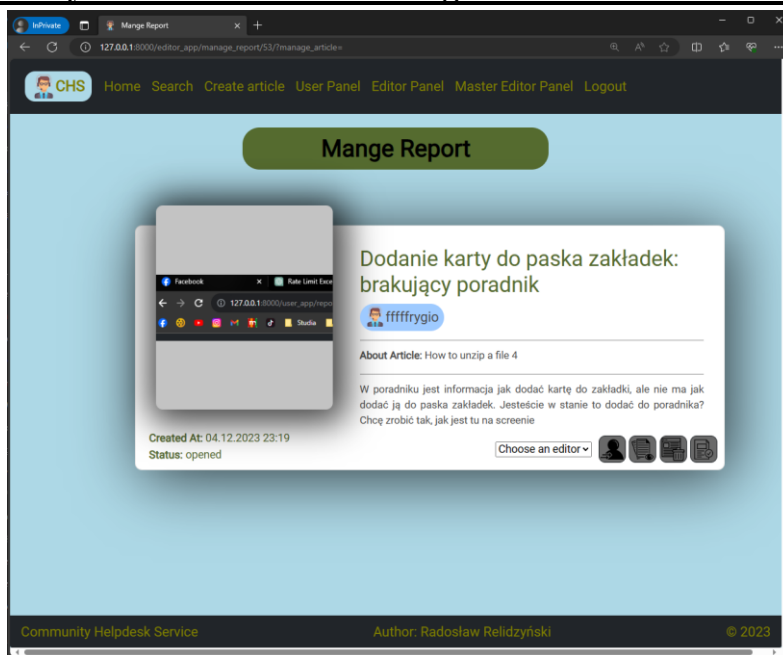 InPrivate
Mange Report
127.0.0.1:8000/editor_app/manage_report/53/?manage_article=
CHS Home Search Create article User Panel Editor Panel Master Editor Panel Logout
Mange Report
Facebook
Rate Limit Exce
127.0.0.1:8000/user_app/repo
Studia
Dodanie karty do paska zakładek:
brakujący poradnik
fffffrygio
About Article: How to unzip a file 4
W poradniku jest informacja jak dodać kartę do zakładki, ale nie ma jak
dodać ją do paska zakładek. Jesteście w stanie to dodać do poradnika?
Chcę zrobić tak, jak jest tu na screenie
Created At: 04.12.2023 23:19
Status: opened
Choose an editor
Community Helpdesk Service
Author: Radosław Relidzyński
© 2023